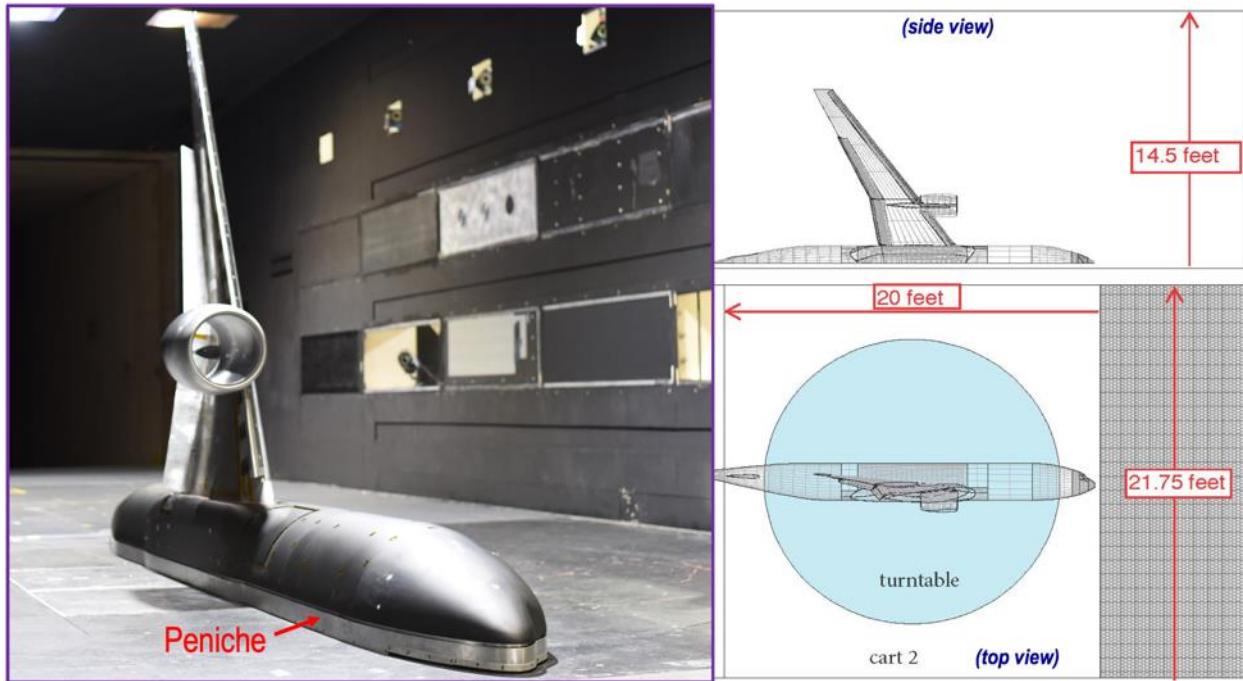 Peniche
(side view)
14.5 feet
20 feet
21.75 feet
turntable
cart 2
(top view)